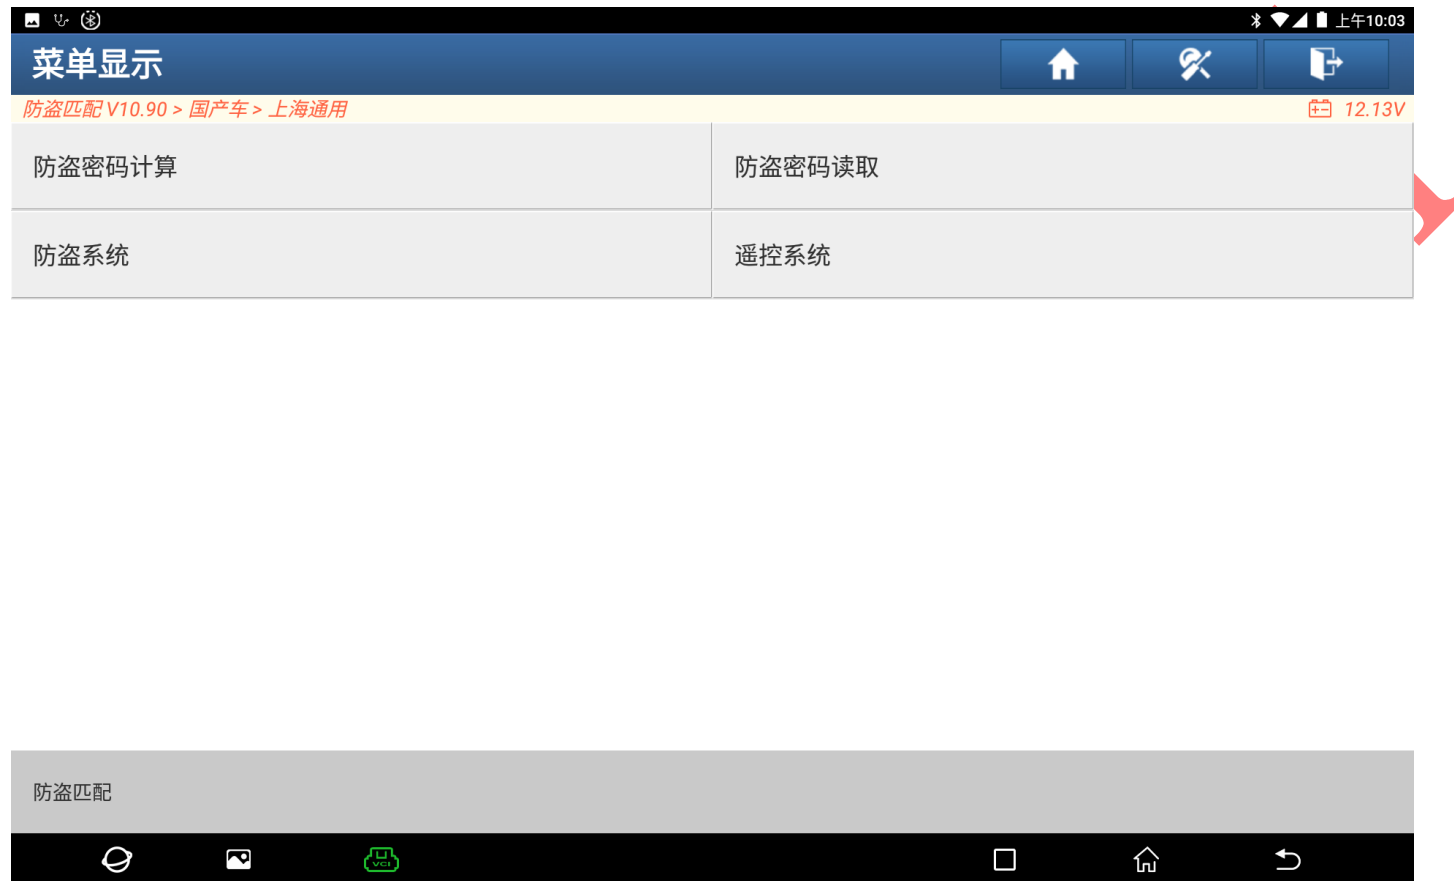 上午10:03
菜单显示
防盗匹配 V10.90 > 国产车 > 上海通用
12.13V
防盗密码计算
防盗密码读取
防盗系统
遥控系统
防盗匹配
VCI